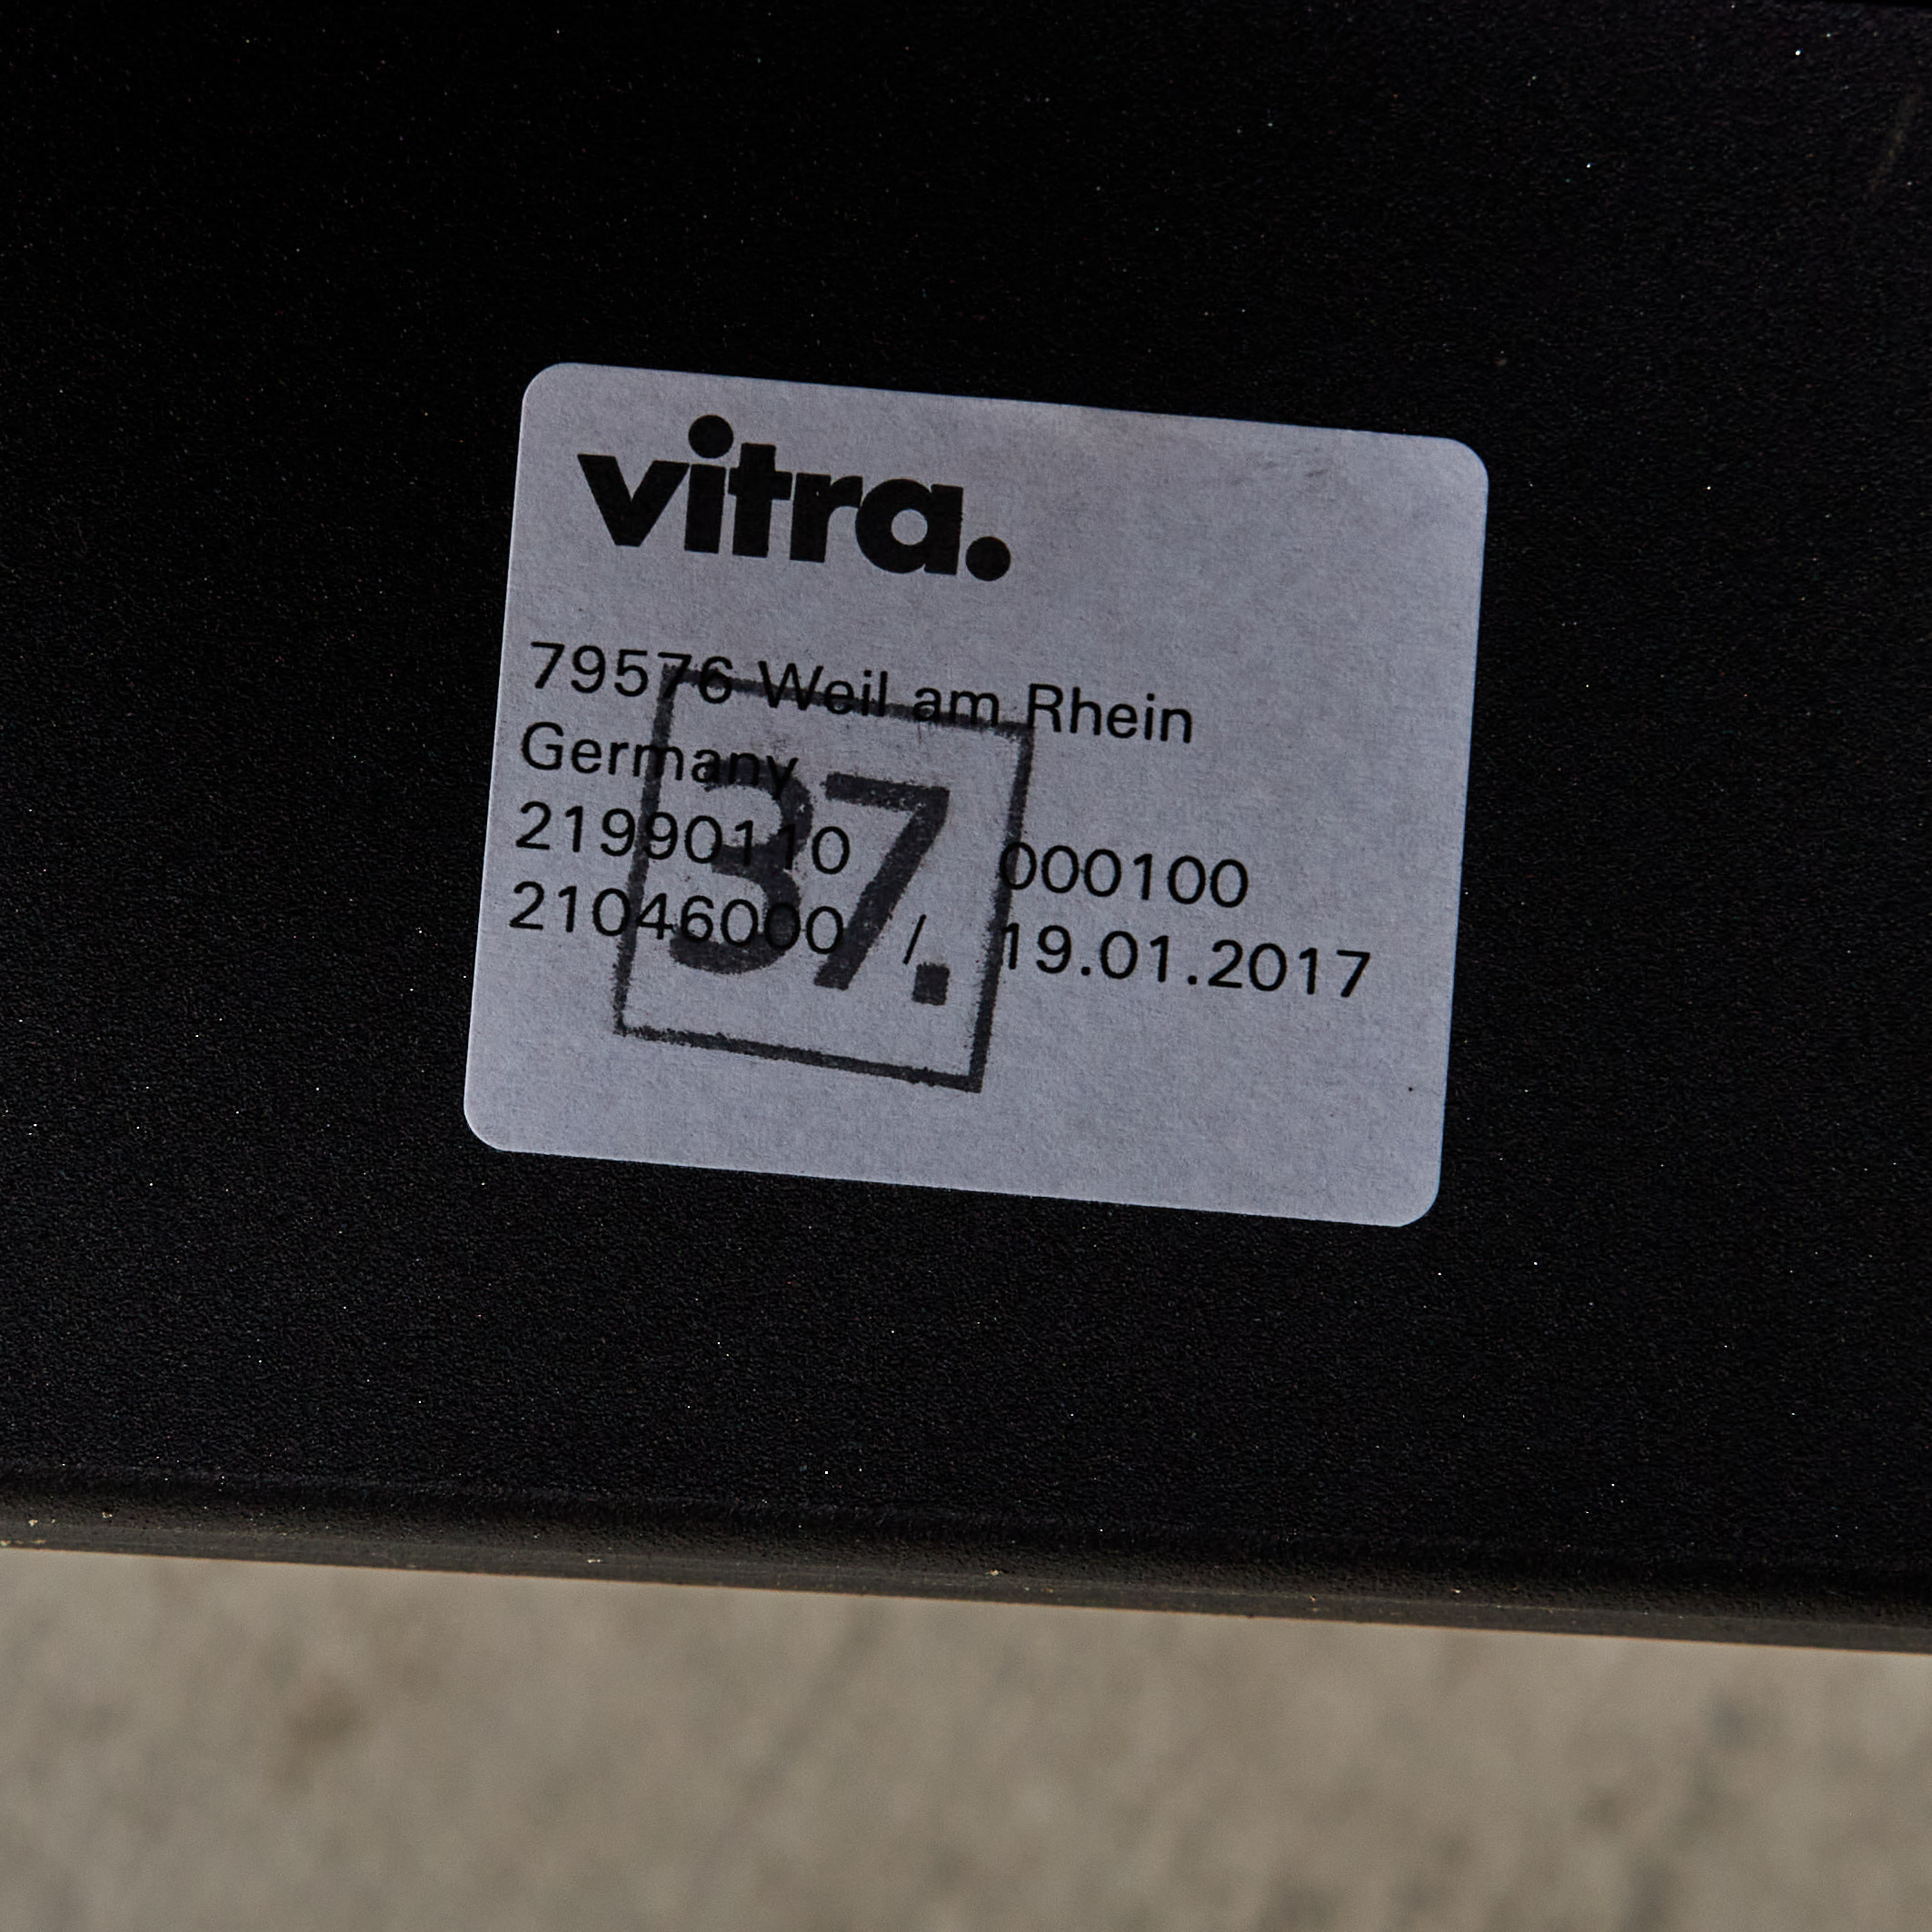 vitra.
79576 Weil am Rhein
Germany
21990110 000100
21046000 / 19.01.2017
37.